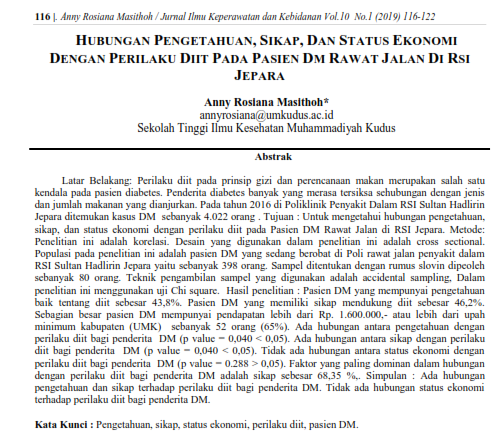 116 |. Anny Rosiana Masithoh / Jurnal Ilmu Keperawatan dan Kebidanan Vol.10 No.1 (2019) 116-122
HUBUNGAN PENGETAHUAN, SIKAP, DAN STATUS EKONOMI
DENGAN PERILAKU DIIT PADA PASIEN DM RAWAT JALAN DI RSI
JEPARA
Anny Rosiana MasIthoh*
annyrosiana@umkudus.ac.id
Sekolah Tinggi Ilmu Kesehatan Muhammadiyah Kudus
Abstrak
Latar Belakang: Perilaku diit pada prinsip gizi dan perencanaan makan merupakan salah satu
kendala pada pasien diabetes. Penderita diabetes banyak yang merasa tersiksa sehubungan dengan jenis
dan jumlah makanan yang dianjurkan. Pada tahun 2016 di Poliklinik Penyakit Dalam RSI Sultan Hadlirin
Jepara ditemukan kasus DM sebanyak 4.022 orang . Tujuan : Untuk mengetahui hubungan pengetahuan,
sikap, dan status ekonomi dengan perilaku diit pada Pasien DM Rawat Jalan di RSI Jepara. Metode:
Penelitian ini adalah korelasi. Desain yang digunakan dalam penelitian ini adalah cross sectional.
Populasi pada penelitian ini adalah pasien DM yang sedang berobat di Poli rawat jalan penyakit dalam
RSI Sultan Hadlirin Jepara yaitu sebanyak 398 orang. Sampel ditentukan dengan rumus slovin dipeoleh
sebanyak 80 orang. Teknik pengambilan sampel yang digunakan adalah accidental sampling, Dalam
penelitian ini menggunakan uji Chi square. Hasil penelitian : Pasien DM yang mempunyai pengetahuan
baik tentang diit sebesar 43,8%. Pasien DM yang memiliki sikap mendukung diit sebesar 46,2%.
Sebagian besar pasien DM mempunyai pendapatan lebih dari Rp. 1.600.000,- atau lebih dari upah
minimum kabupaten (UMK) sebanyak 52 orang (65%). Ada hubungan antara pengetahuan dengan
perilaku diit bagi penderita DM (p value = 0,040 < 0,05). Ada hubungan antara sikap dengan perilaku
diit bagi penderita DM (p value = 0,040 < 0,05). Tidak ada hubungan antara status ekonomi dengan
perilaku diit bagi penderita DM (p value = 0.288 > 0,05). Faktor yang paling dominan dalam hubungan
dengan perilaku diit bagi penderita DM adalah sikap sebesar 68,35 %,. Simpulan : Ada hubungan
pengetahuan dan sikap terhadap perilaku diit bagi penderita DM. Tidak ada hubungan status ekonomi
terhadap perilaku diit bagi penderita DM.
Kata Kunci : Pengetahuan, sikap, status ekonomi, perilaku diit, pasien DM.